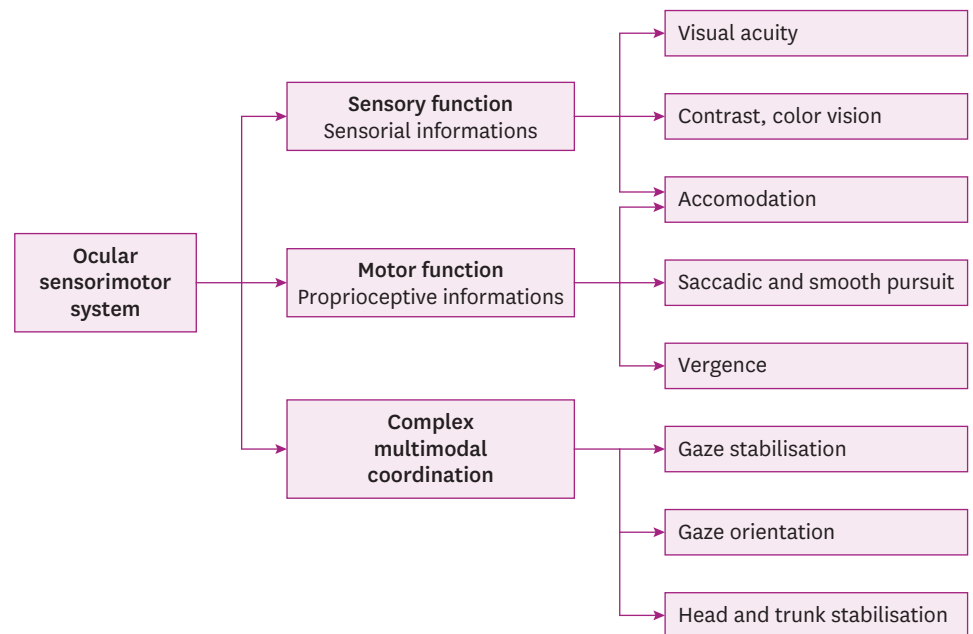 Ocular
sensorimotor
system
Sensory function
Sensorial informations
Motor function
Proprioceptive informations
Complex
multimodal
coordination
Visual acuity
Contrast, color vision
Accomodation
Saccadic and smooth pursuit
Vergence
Gaze stabilisation
Gaze orientation
Head and trunk stabilisation